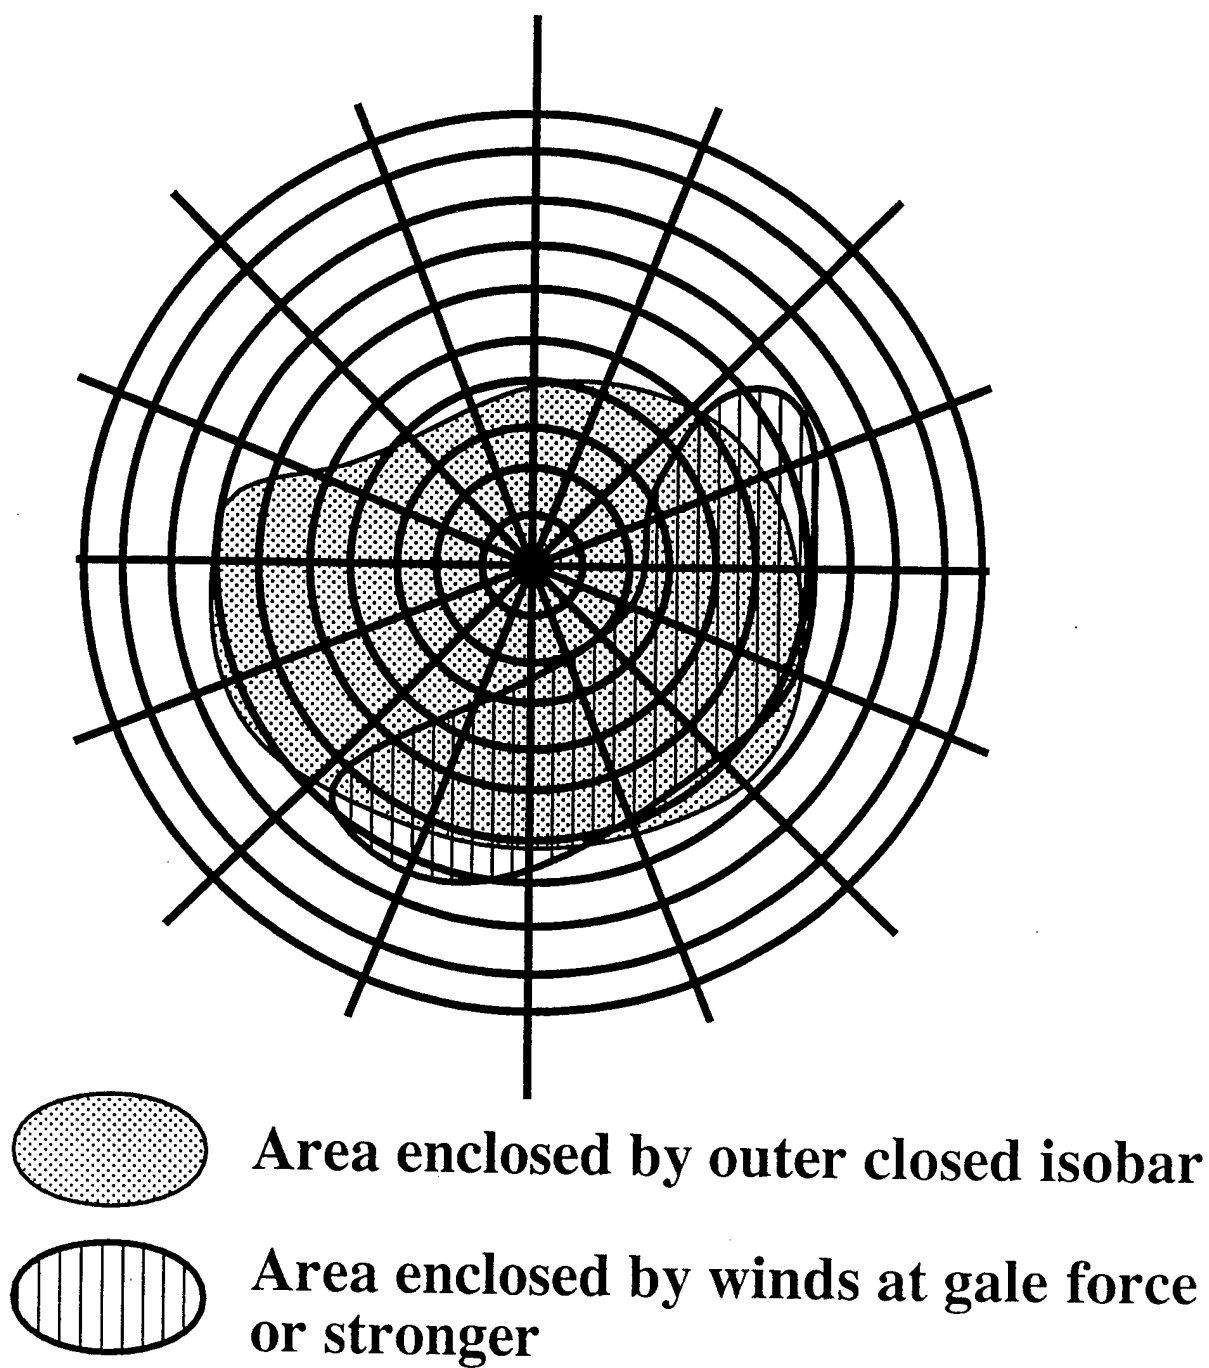 Area enclosed by outer closed isobar
Area enclosed by winds at gale force
or stronger